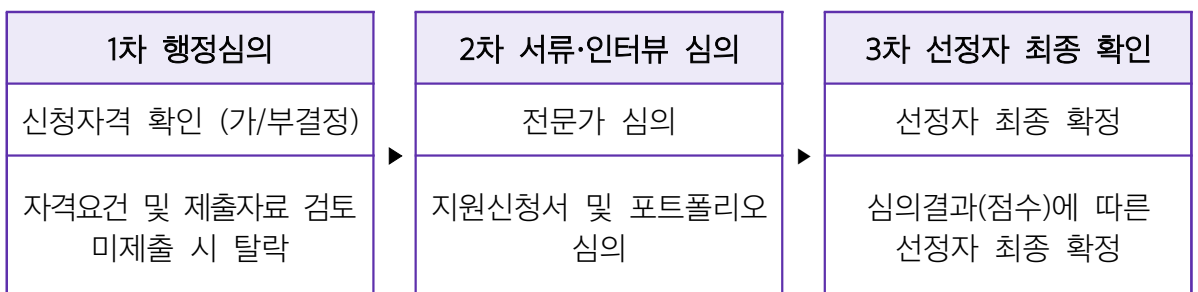 1차 행정심의
신청자격 확인 (가/부결정)
자격요건 및 제출자료 검토
미제출 시 탈락
2차 서류·인터뷰 심의
전문가 심의
지원신청서 및 포트폴리오
심의
3차 선정자 최종 확인
선정자 최종 확정
심의결과(점수)에 따른
선정자 최종 확정